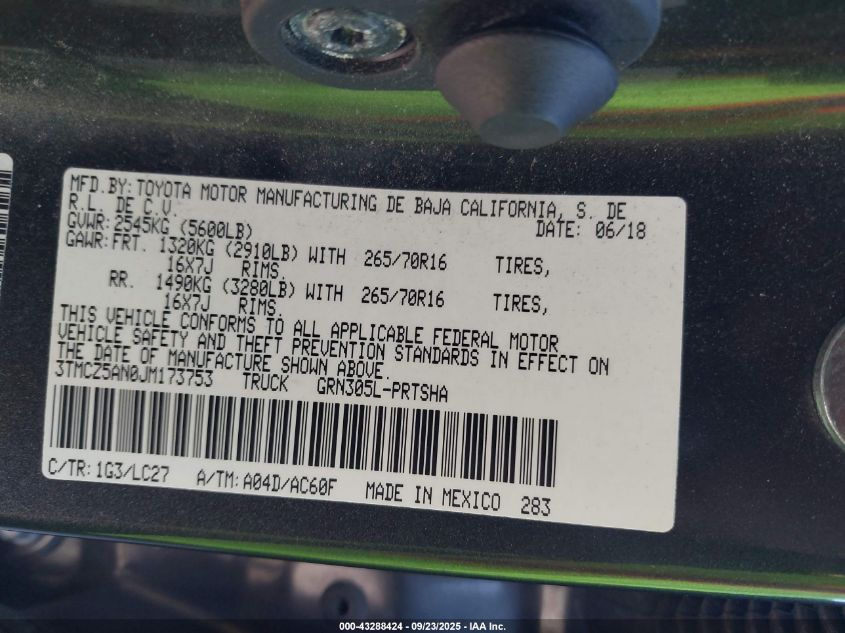 MFD.BY: TOYOTA MOTOR MANUFACTURING DE BAJA CALIFORNIA, S. DE
R.L. DE C.V.
DATE: 06/18
GVWR: 2545KG (5600LB)
GAWR: FRT. 1320KG (2910LB) WITH 265/70R16 TIRES,
16X7J RIMS.
RR. 1490KG (3280LB) WITH 265/70R16 TIRES,
16X7J RIMS.
THIS VEHICLE CONFORMS TO ALL APPLICABLE FEDERAL MOTOR
VEHICLE SAFETY AND THEFT PREVENTION STANDARDS IN EFFECT ON
THE DATE OF MANUFACTURE SHOWN ABOVE.
3TMCZ5AN0JM173753 TRUCK GRN305L-PRTSHA
C/TR: 1G3/LC27 A/TM: A04D/AC60F MADE IN MEXICO 283
000-43288424 - 09/23/2025 - IAA Inc.